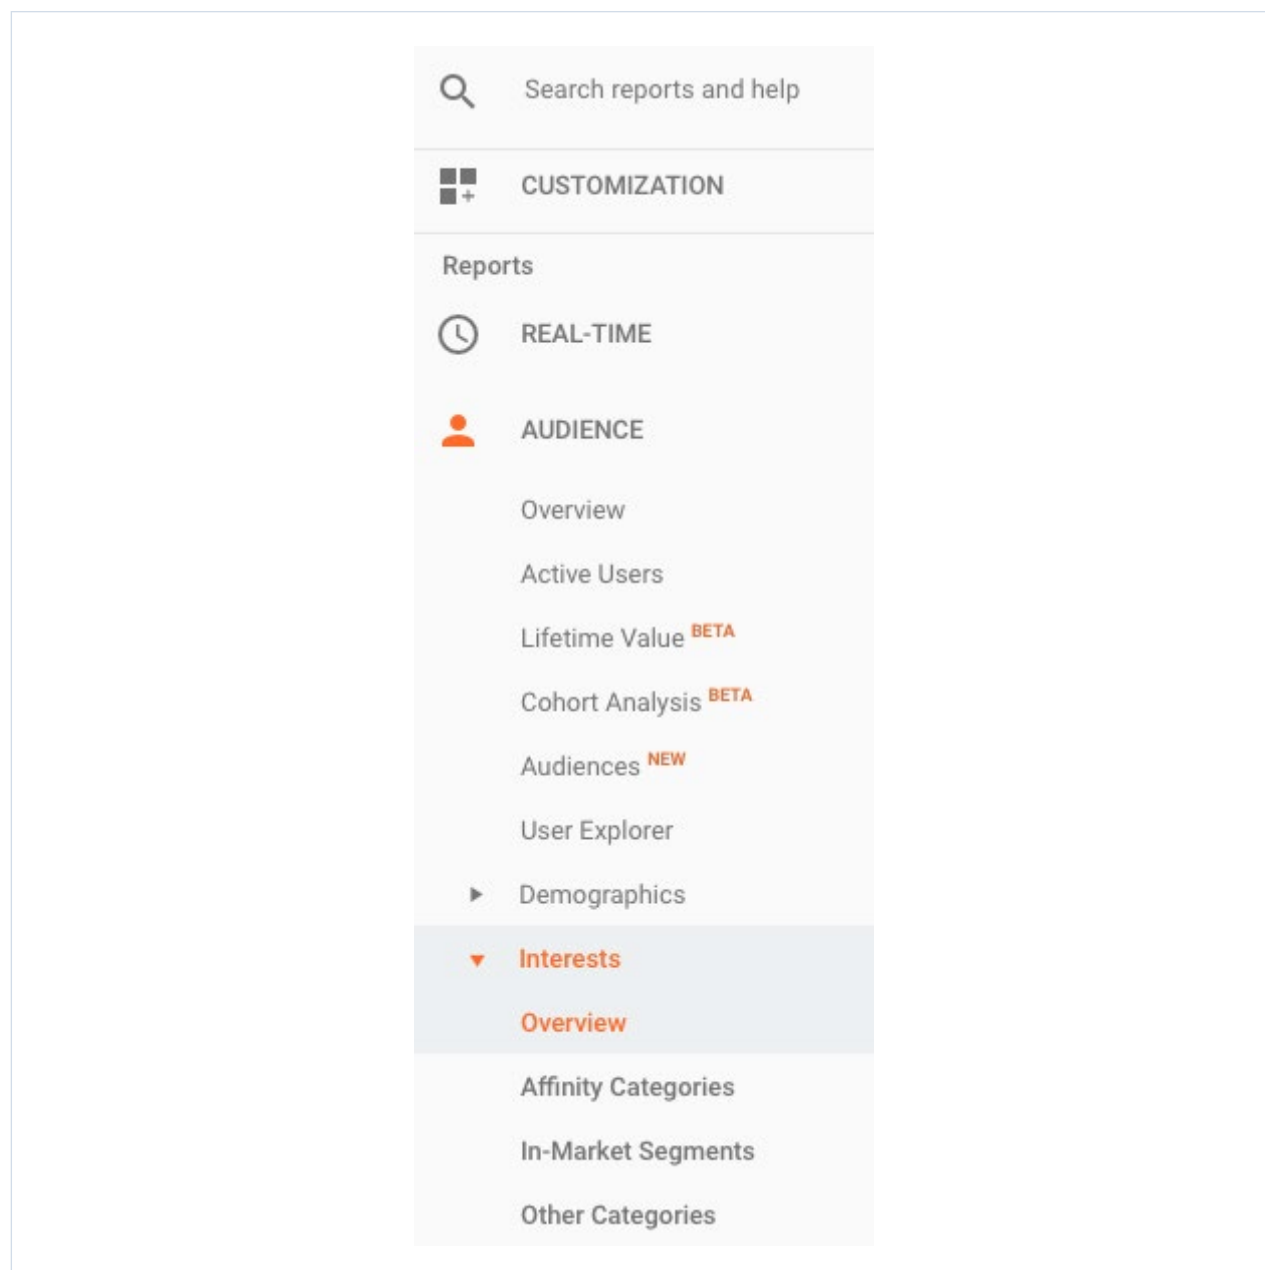 Search reports and help
CUSTOMIZATION
Reports
REAL-TIME
AUDIENCE
Overview
Active Users
Lifetime Value BETA
Cohort Analysis BETA
Audiences NEW
User Explorer
Demographics
Interests
Overview
Affinity Categories
In-Market Segments
Other Categories